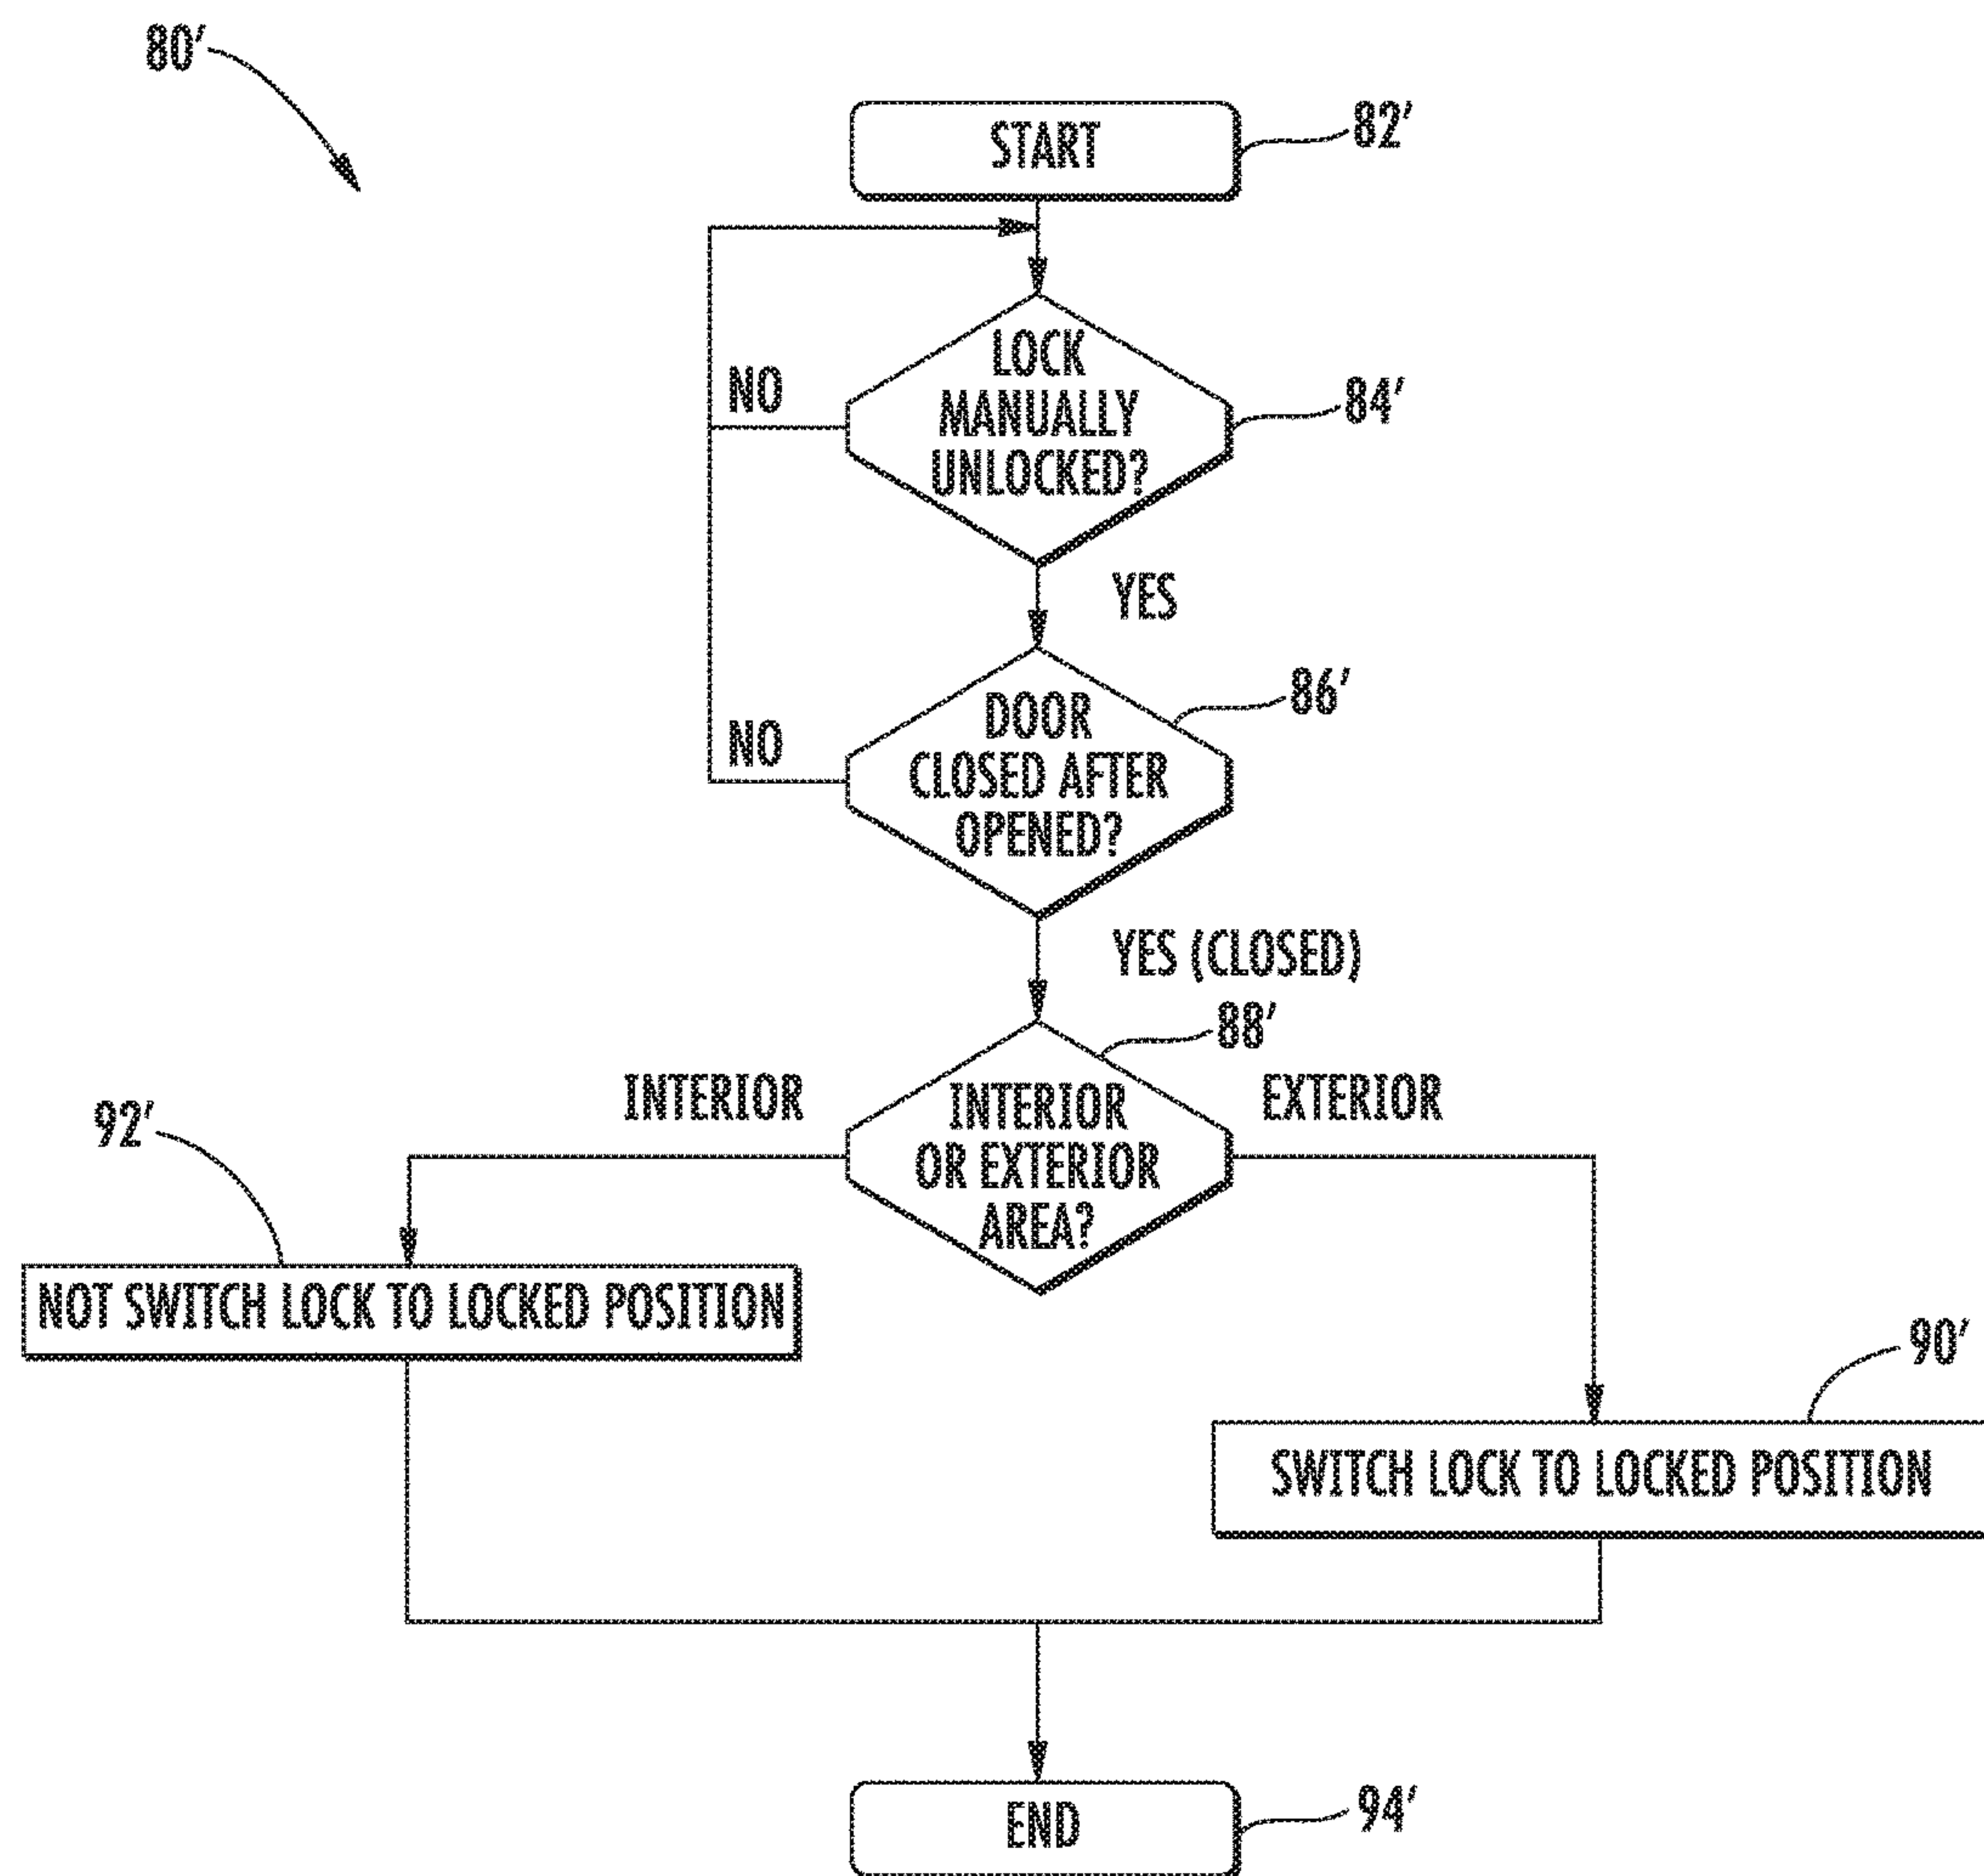 80'
START
82'
LOCK
MANUALLY
UNLOCKED?
84'
NO
YES
DOOR
CLOSED AFTER
OPENED?
86'
NO
YES (CLOSED)
88'
INTERIOR
OR EXTERIOR
AREA?
INTERIOR
EXTERIOR
92'
NOT SWITCH LOCK TO LOCKED POSITION
90'
SWITCH LOCK TO LOCKED POSITION
END
94'